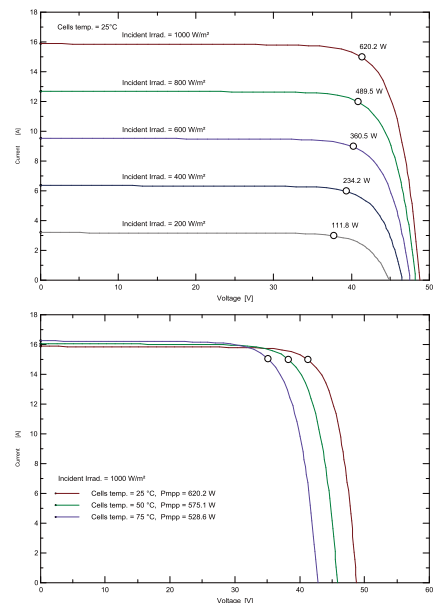 18
Cells temp. = 25°C
Incident Irrad. = 1000 W/m²
16
620.2 W
14
Incident Irrad. = 800 W/m²
489.5 W
12
10
Incident Irrad. = 600 W/m²
360.5 W
Current [A]
8
Incident Irrad. = 400 W/m²
234.2 W
6
4
Incident Irrad. = 200 W/m²
111.8 W
2
0
0 10 20 30 40 50
Voltage [V]
18
16
14
12
10
Current [A]
8
6
Incident Irrad. = 1000 W/m²
Cells temp. = 25 °C, Pmpp = 620.2 W
4
Cells temp. = 50 °C, Pmpp = 575.1 W
Cells temp. = 75 °C, Pmpp = 528.6 W
2
0
0 10 20 30 40 50 60
Voltage [V]